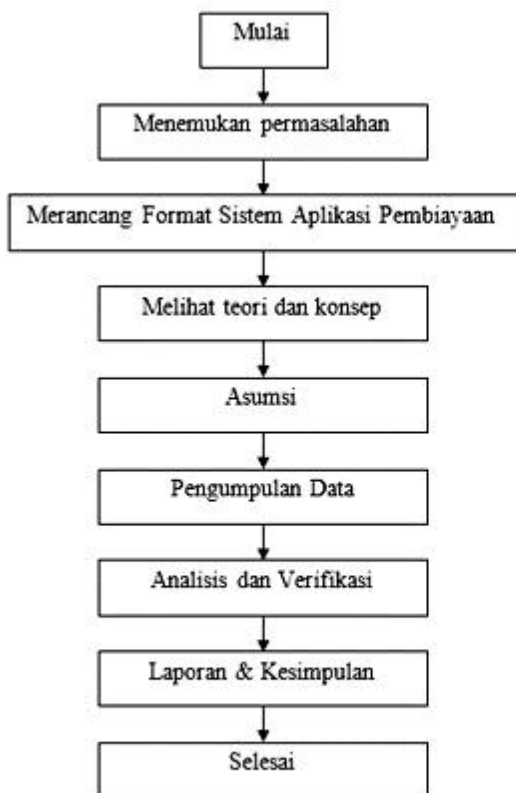 Mulai
Menemukan permasalahan
Merancang Format Sistem Aplikasi Pembiayaan
Melihat teori dan konsep
Asumsi
Pengumpulan Data
Analisis dan Verifikasi
Laporan & Kesimpulan
Selesai